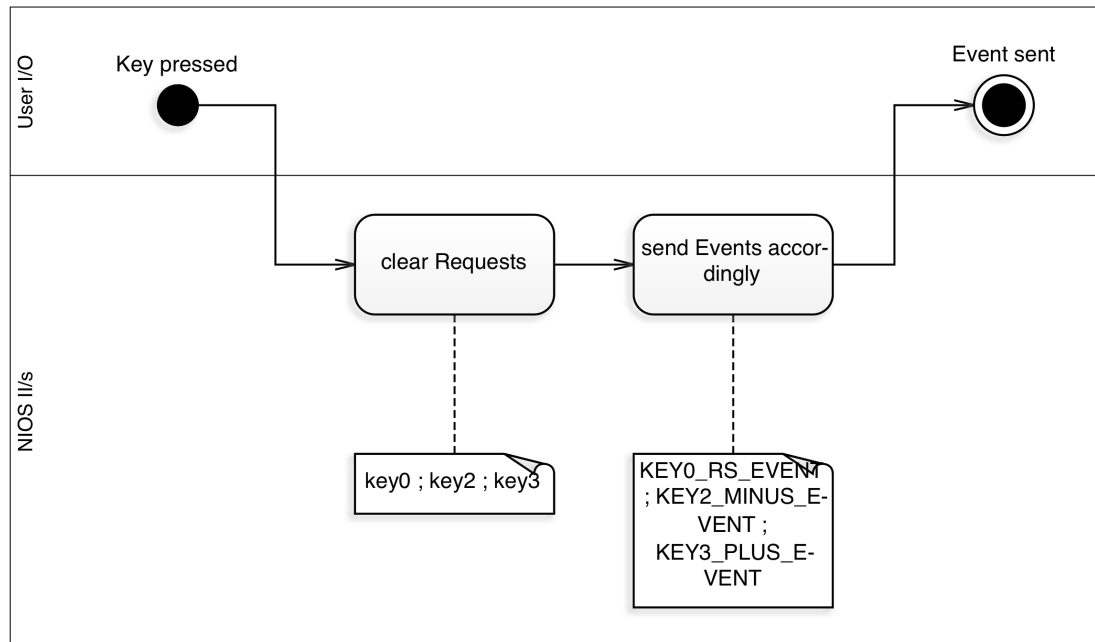 User I/O
Key pressed
Event sent
NIOS II/s
clear Requests
send Events accor-
dingly
key0 ; key2 ; key3
KEY0_RS_EVENT
; KEY2_MINUS_E-
VENT ;
KEY3_PLUS_E-
VENT